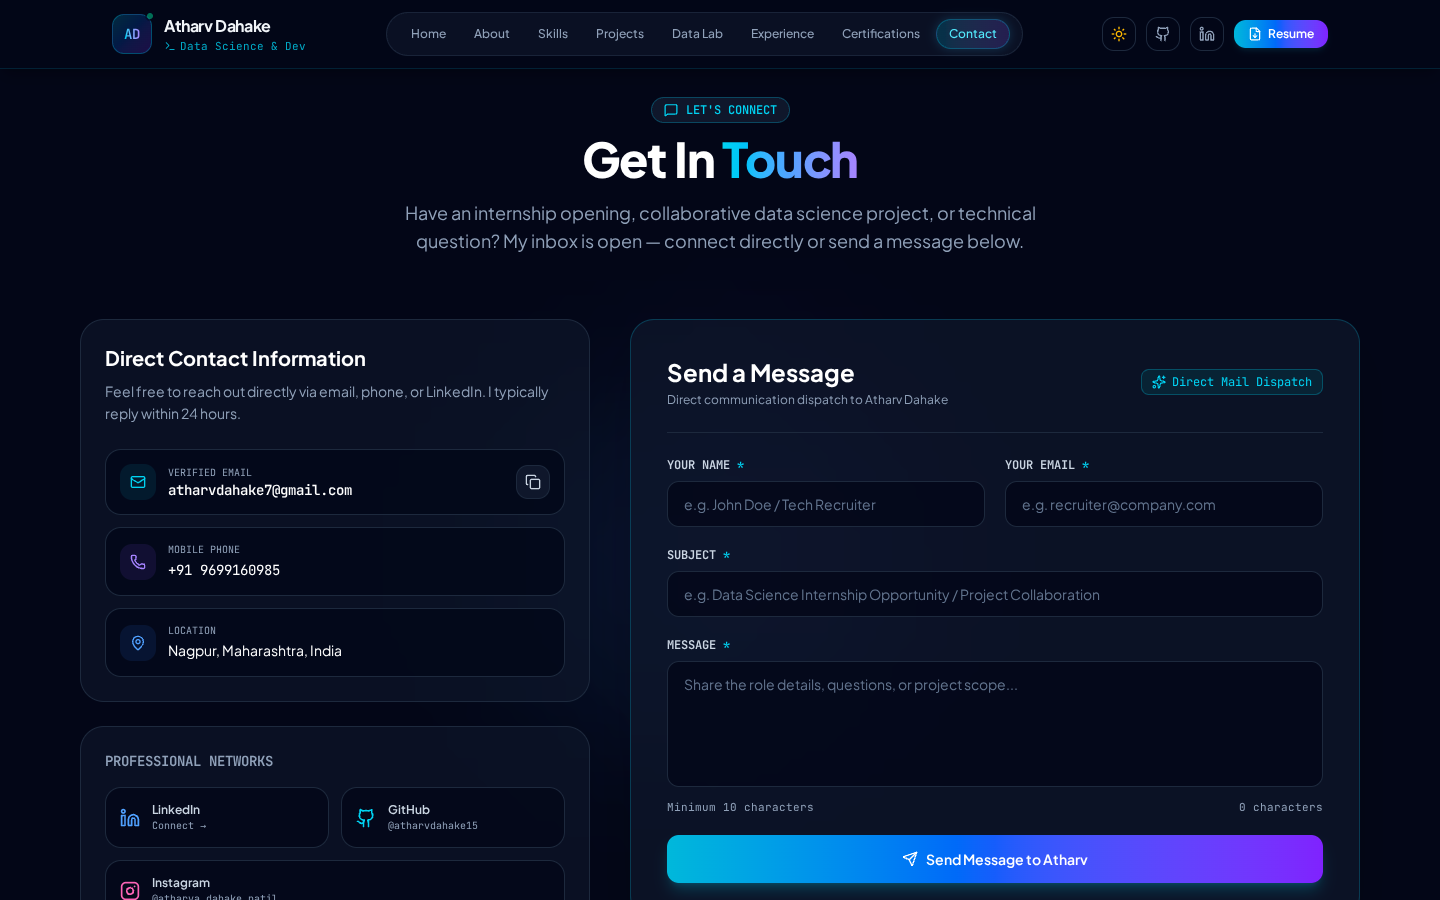 AD
Atharv Dahake
Data Science & Dev
Home
About
Skills
Projects
Data Lab
Experience
Certifications
Contact
Resume
LET'S CONNECT
Get In Touch
Have an internship opening, collaborative data science project, or technical
question? My inbox is open — connect directly or send a message below.
Direct Contact Information
Feel free to reach out directly via email, phone, or LinkedIn. I typically
reply within 24 hours.
VERIFIED EMAIL
atharvdahake7@gmail.com
MOBILE PHONE
+91 9699160985
LOCATION
Nagpur, Maharashtra, India
PROFESSIONAL NETWORKS
LinkedIn
Connect →
GitHub
@atharvdahake15
Instagram
@atharva_dahake_patil
Send a Message
Direct communication dispatch to Atharv Dahake
Direct Mail Dispatch
YOUR NAME *
e.g. John Doe / Tech Recruiter
YOUR EMAIL *
e.g. recruiter@company.com
SUBJECT *
e.g. Data Science Internship Opportunity / Project Collaboration
MESSAGE *
Share the role details, questions, or project scope...
Minimum 10 characters
0 characters
Send Message to Atharv